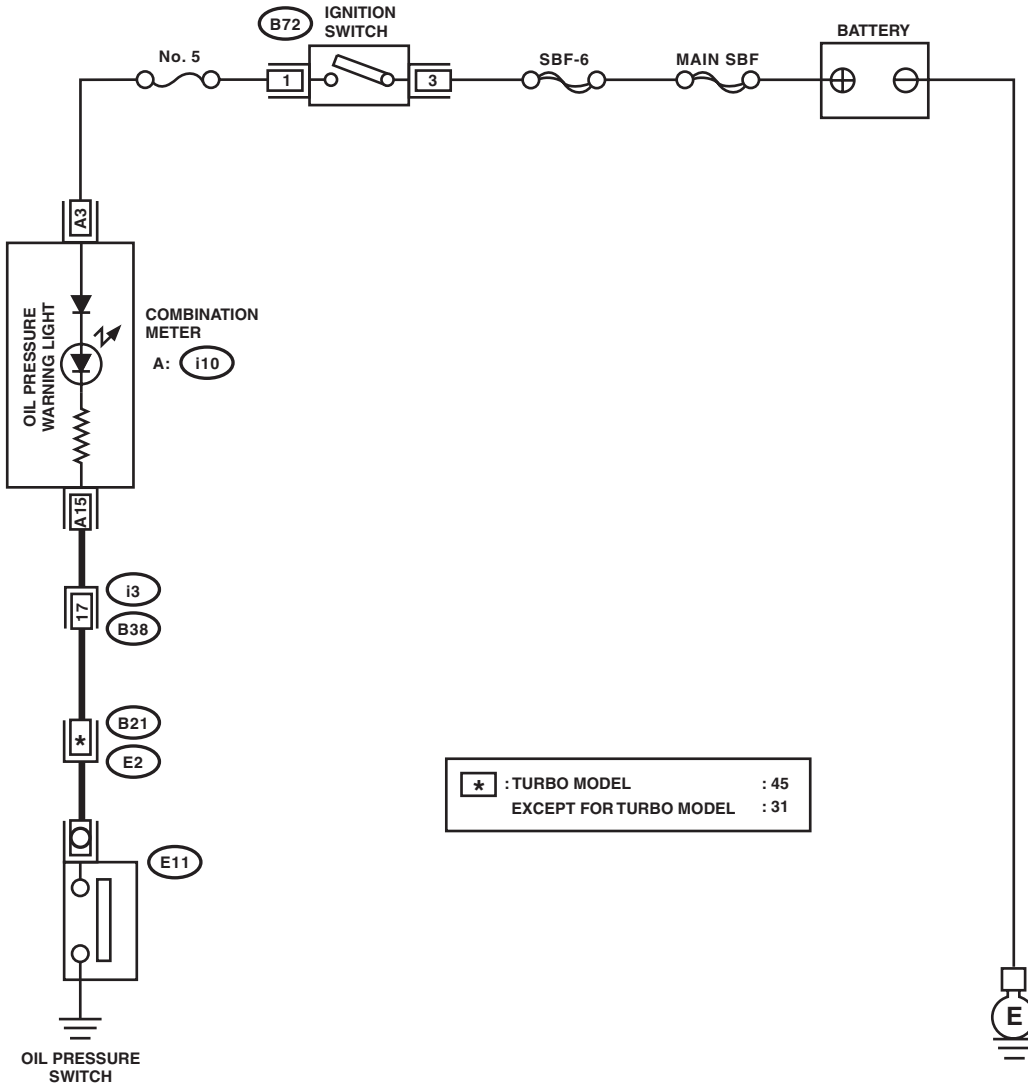 B72
IGNITION
SWITCH
No. 5
1
3
SBF-6
MAIN SBF
BATTERY
A3
OIL PRESSURE
WARNING LIGHT
COMBINATION
METER
A: i10
A15
17
i3
B38
*
B21
E2
E11
* : TURBO MODEL : 45
EXCEPT FOR TURBO MODEL : 31
OIL PRESSURE
SWITCH
E